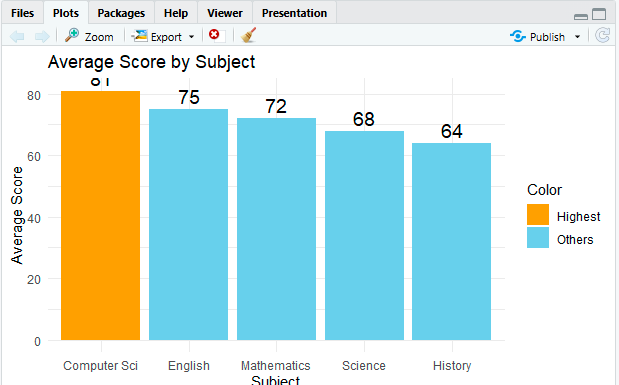 Files Plots Packages Help Viewer Presentation
Zoom Export Publish
Average Score by Subject
81 75 72 68 64
80
60
40
20
0
Average Score
Computer Sci English Mathematics Science History
Subject
Color
Highest
Others